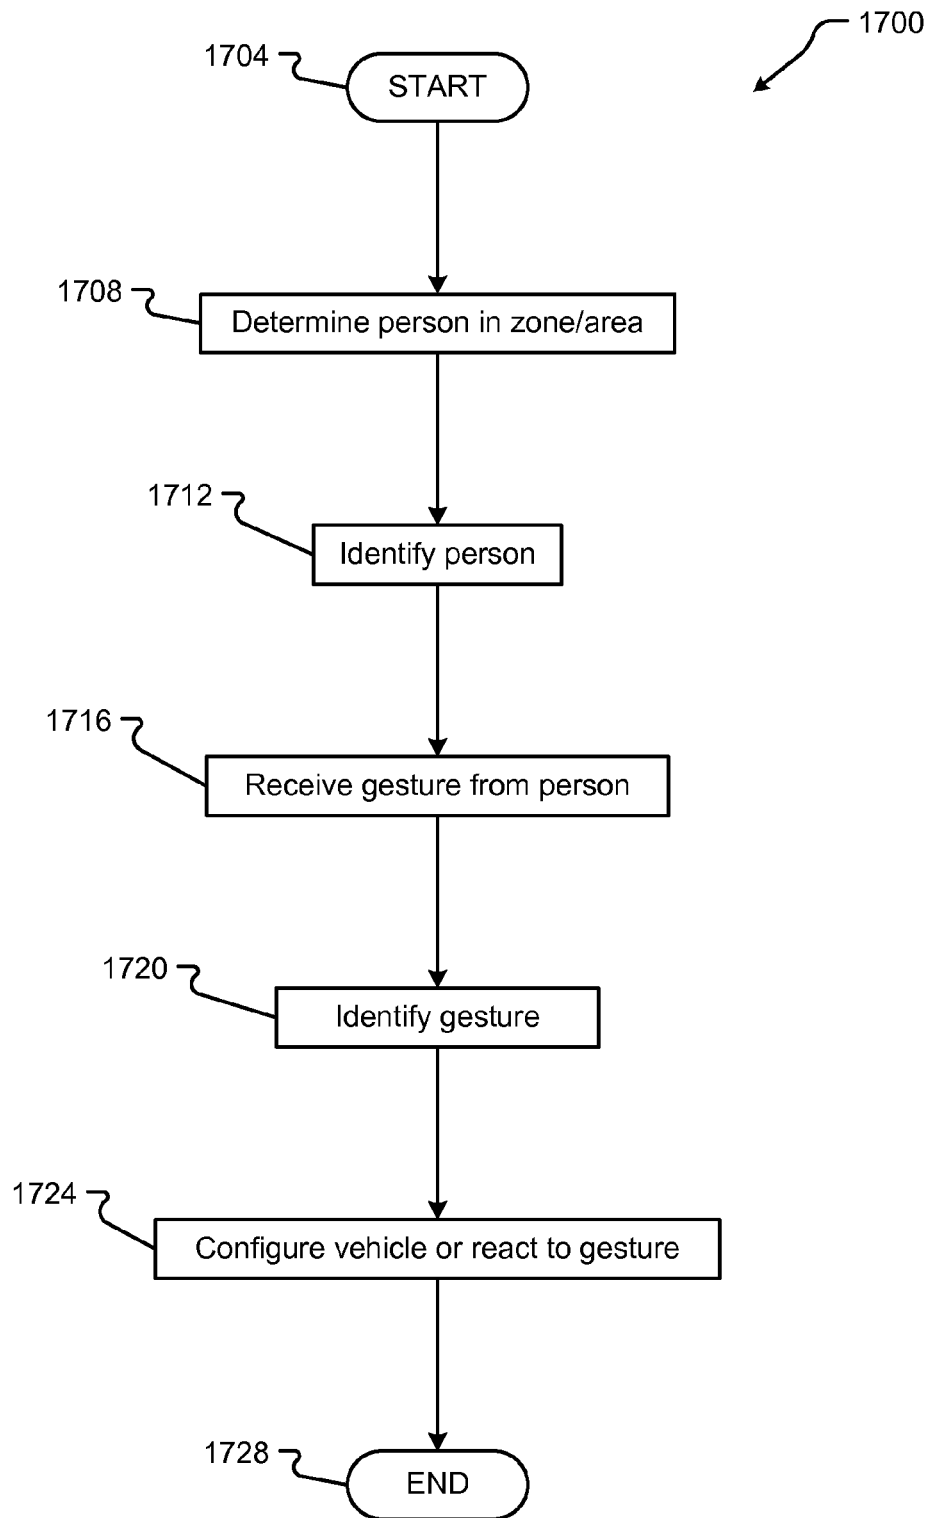 1700
1704
START
1708
Determine person in zone/area
1712
Identify person
1716
Receive gesture from person
1720
Identify gesture
1724
Configure vehicle or react to gesture
1728
END